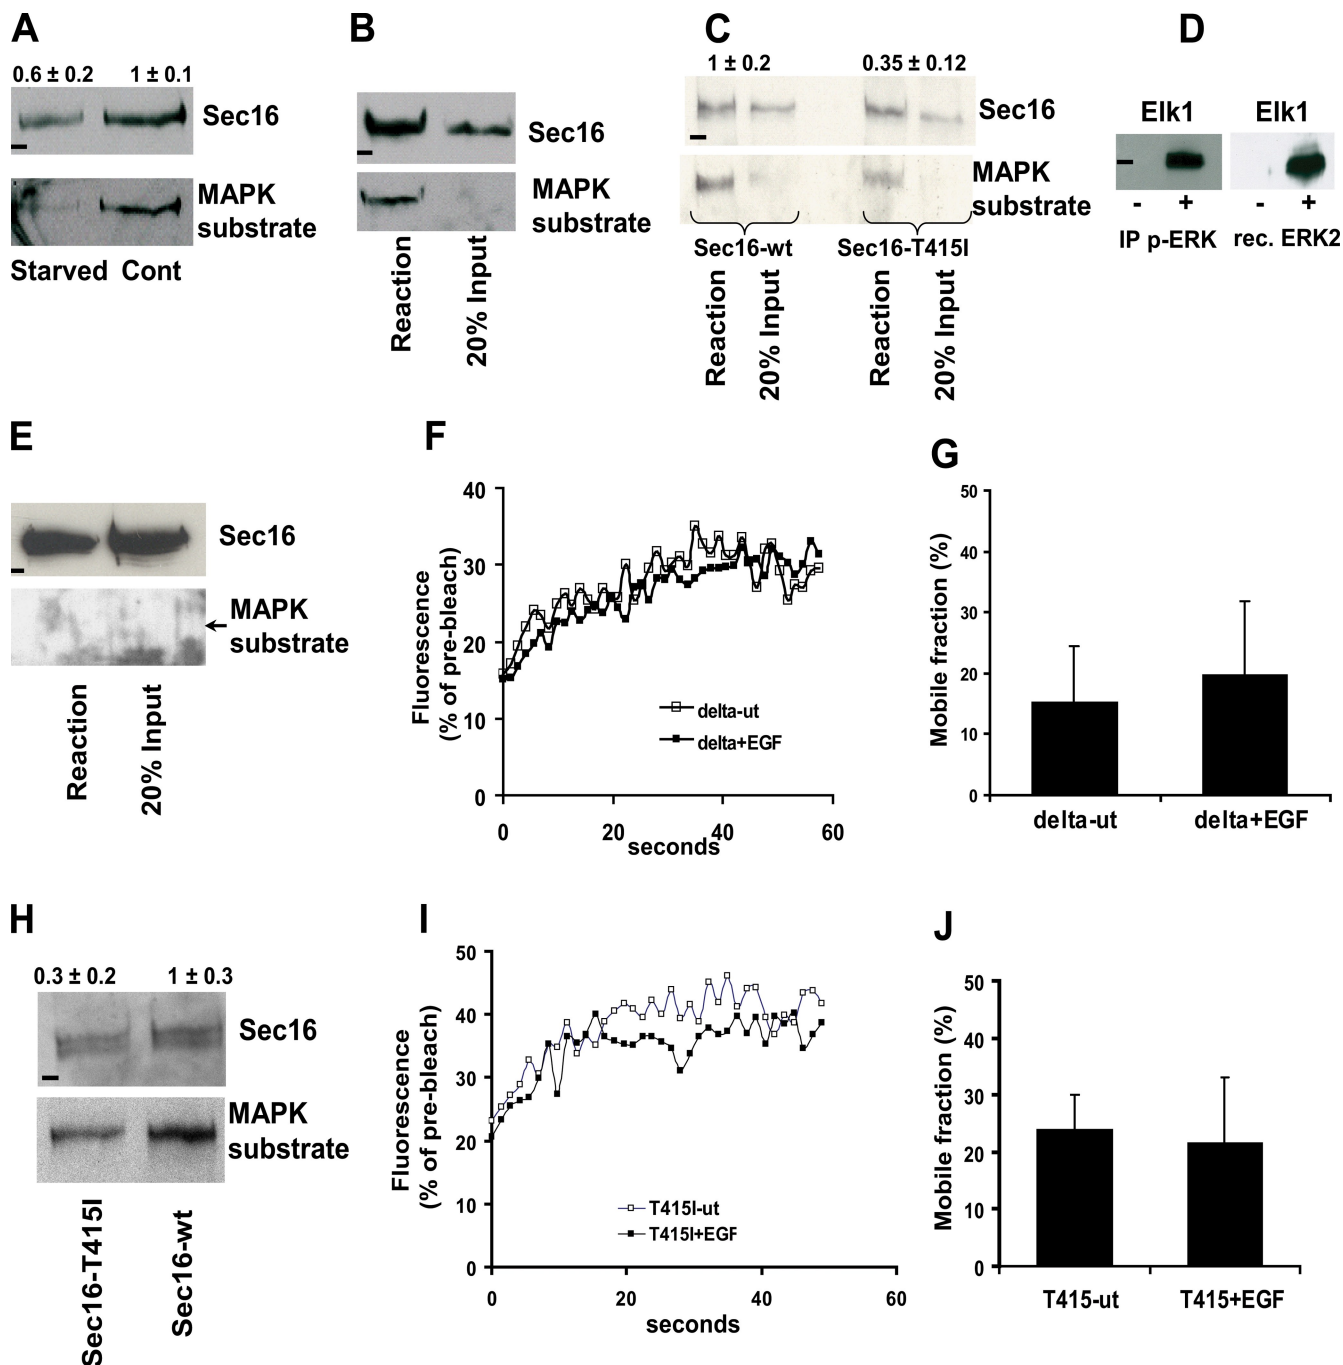 A
0.6 ± 0.2 1 ± 0.1
Sec16
MAPK
substrate
Starved Cont
B
Sec16
MAPK
substrate
Reaction
20% Input
C
1 ± 0.2 0.35 ± 0.12
Sec16
MAPK
substrate
Sec16-wt Sec16-T415I
Reaction
20% Input
Reaction
20% Input
D
Elk1 Elk1
- + - +
IP p-ERK rec. ERK2
E
Sec16
MAPK
substrate
Reaction
20% Input
F
Fluorescence
(% of pre-bleach)
40
30
20
10
0
delta-ut
delta+EGF
0 20 40 60
seconds
G
Mobile fraction (%)
50
40
30
20
10
0
delta-ut delta+EGF
H
0.3 ± 0.2 1 ± 0.3
Sec16
MAPK
substrate
Sec16-T415I
Sec16-wt
I
Fluorescence
(% of pre-bleach)
50
40
30
20
10
0
T415I-ut
T415I+EGF
0 20 40 60
seconds
J
Mobile fraction (%)
50
40
30
20
10
0
T415-ut T415+EGF